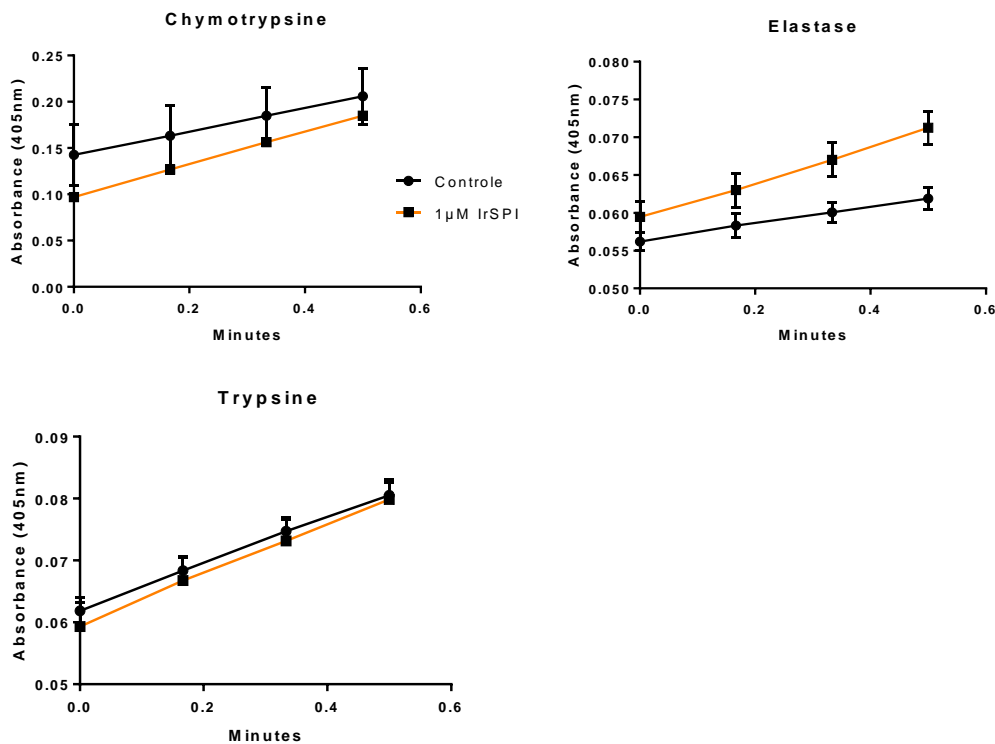 Chymotrypsine
Absorbance (405nm)
0.25
0.20
0.15
0.10
0.05
0.00
0.0 0.2 0.4 0.6
Minutes
Controle
1µM IrSPI
Elastase
Absorbance (405nm)
0.080
0.075
0.070
0.065
0.060
0.055
0.050
0.0 0.2 0.4 0.6
Minutes
Trypsine
Absorbance (405nm)
0.09
0.08
0.07
0.06
0.05
0.0 0.2 0.4 0.6
Minutes